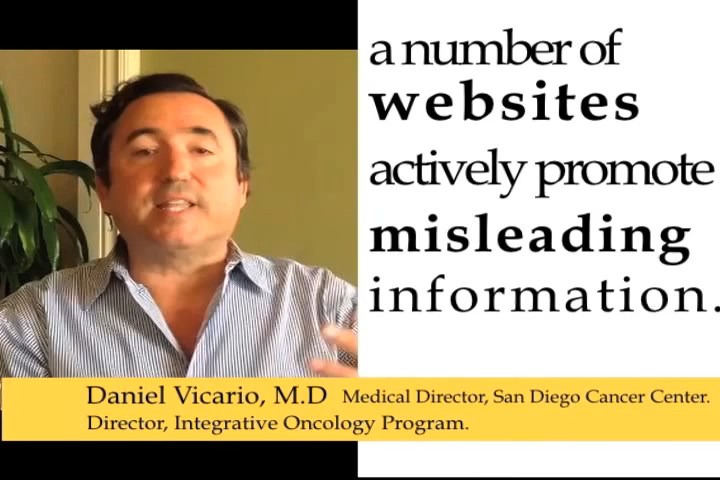 a number of
websites
actively promote
misleading
information.
Daniel Vicario, M.D Medical Director, San Diego Cancer Center.
Director, Integrative Oncology Program.